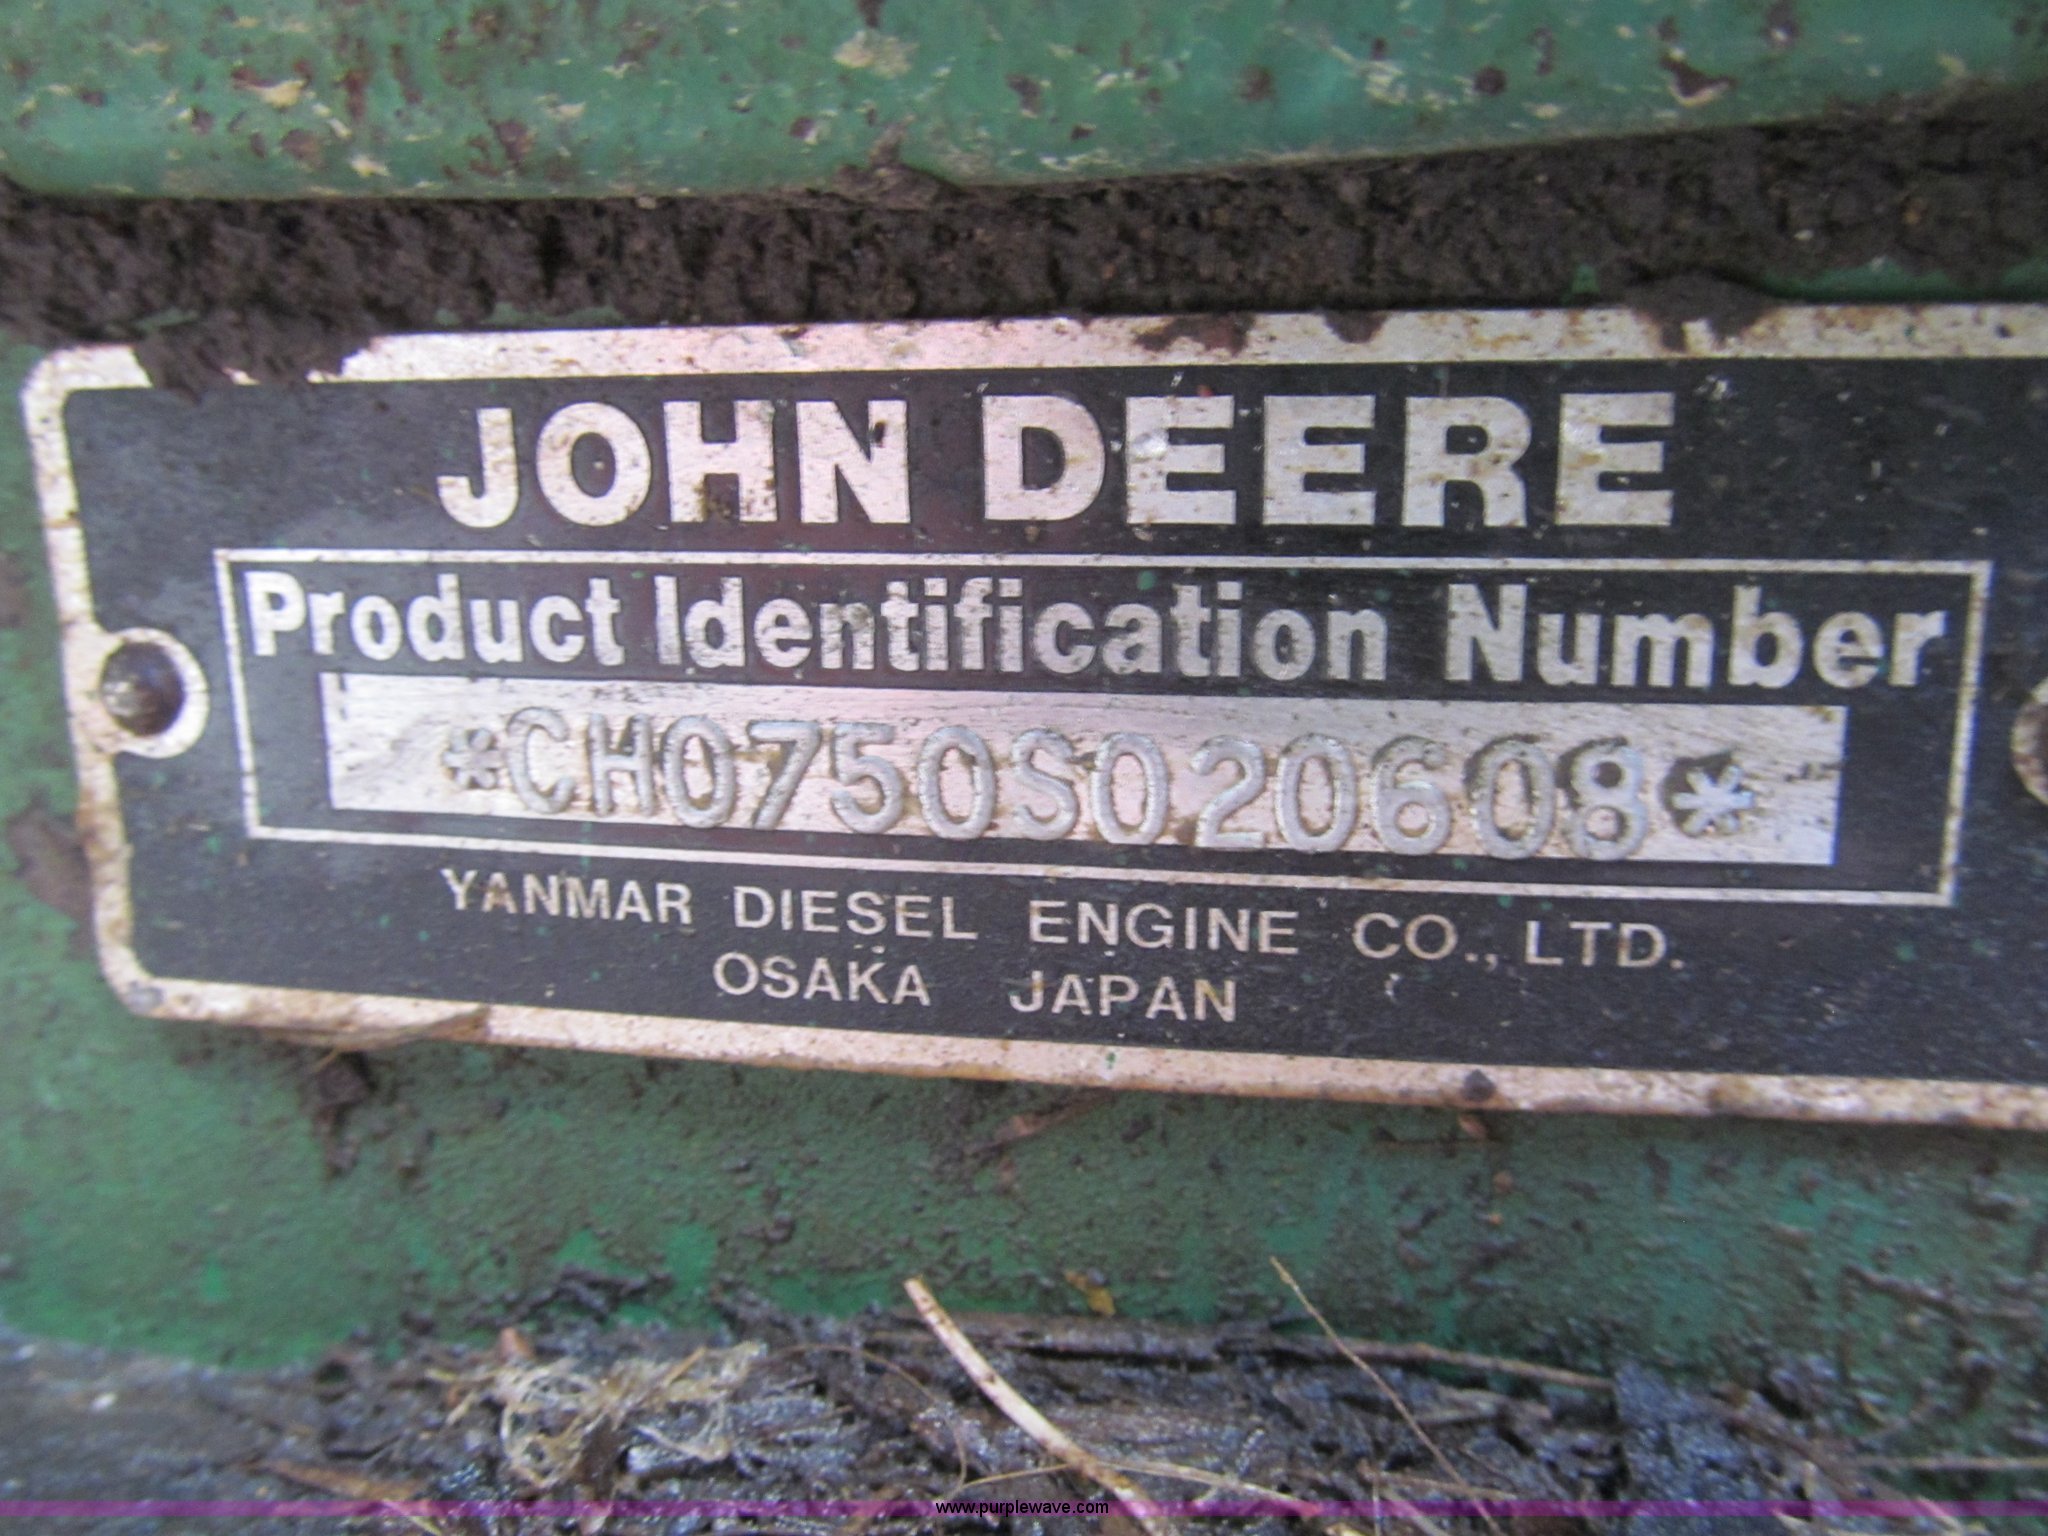 JOHN DEERE
Product Identification Number
*CH0750S020608*
YANMAR DIESEL ENGINE CO., LTD.
OSAKA JAPAN
www.purplewave.com